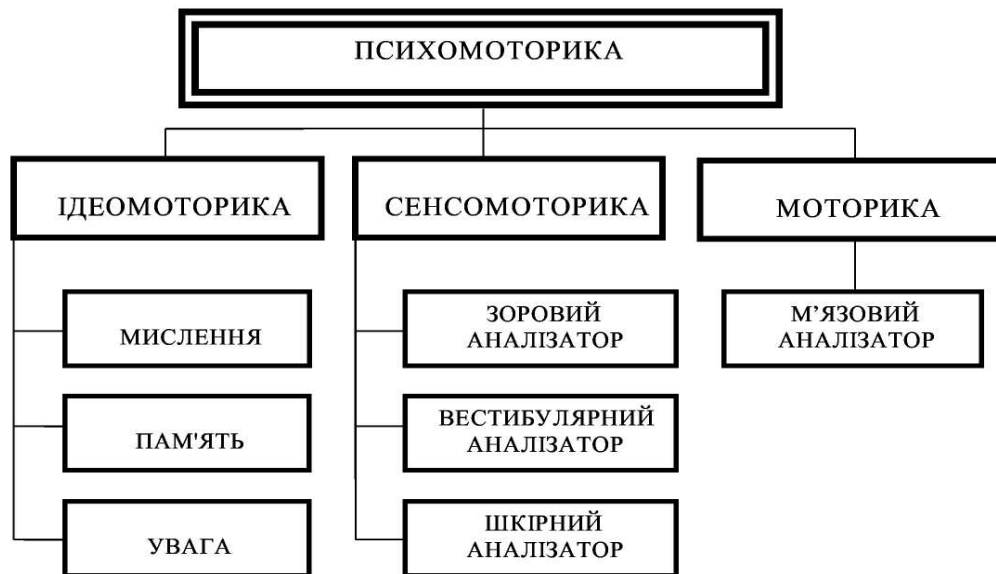 ПСИХОМОТОРИКА
ІДЕОМОТОРИКА
СЕНСОМОТОРИКА
МОТОРИКА
МИСЛЕННЯ
ЗОРОВИЙ
АНАЛІЗАТОР
М’ЯЗОВИЙ
АНАЛІЗАТОР
ПАМ'ЯТЬ
ВЕСТИБУЛЯРНИЙ
АНАЛІЗАТОР
УВАГА
ШКІРНИЙ
АНАЛІЗАТОР